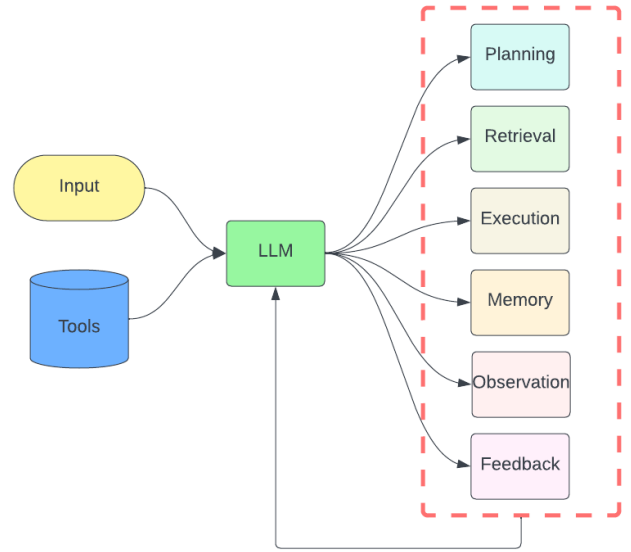 Planning
Retrieval
Input
Execution
LLM
Memory
Tools
Observation
Feedback